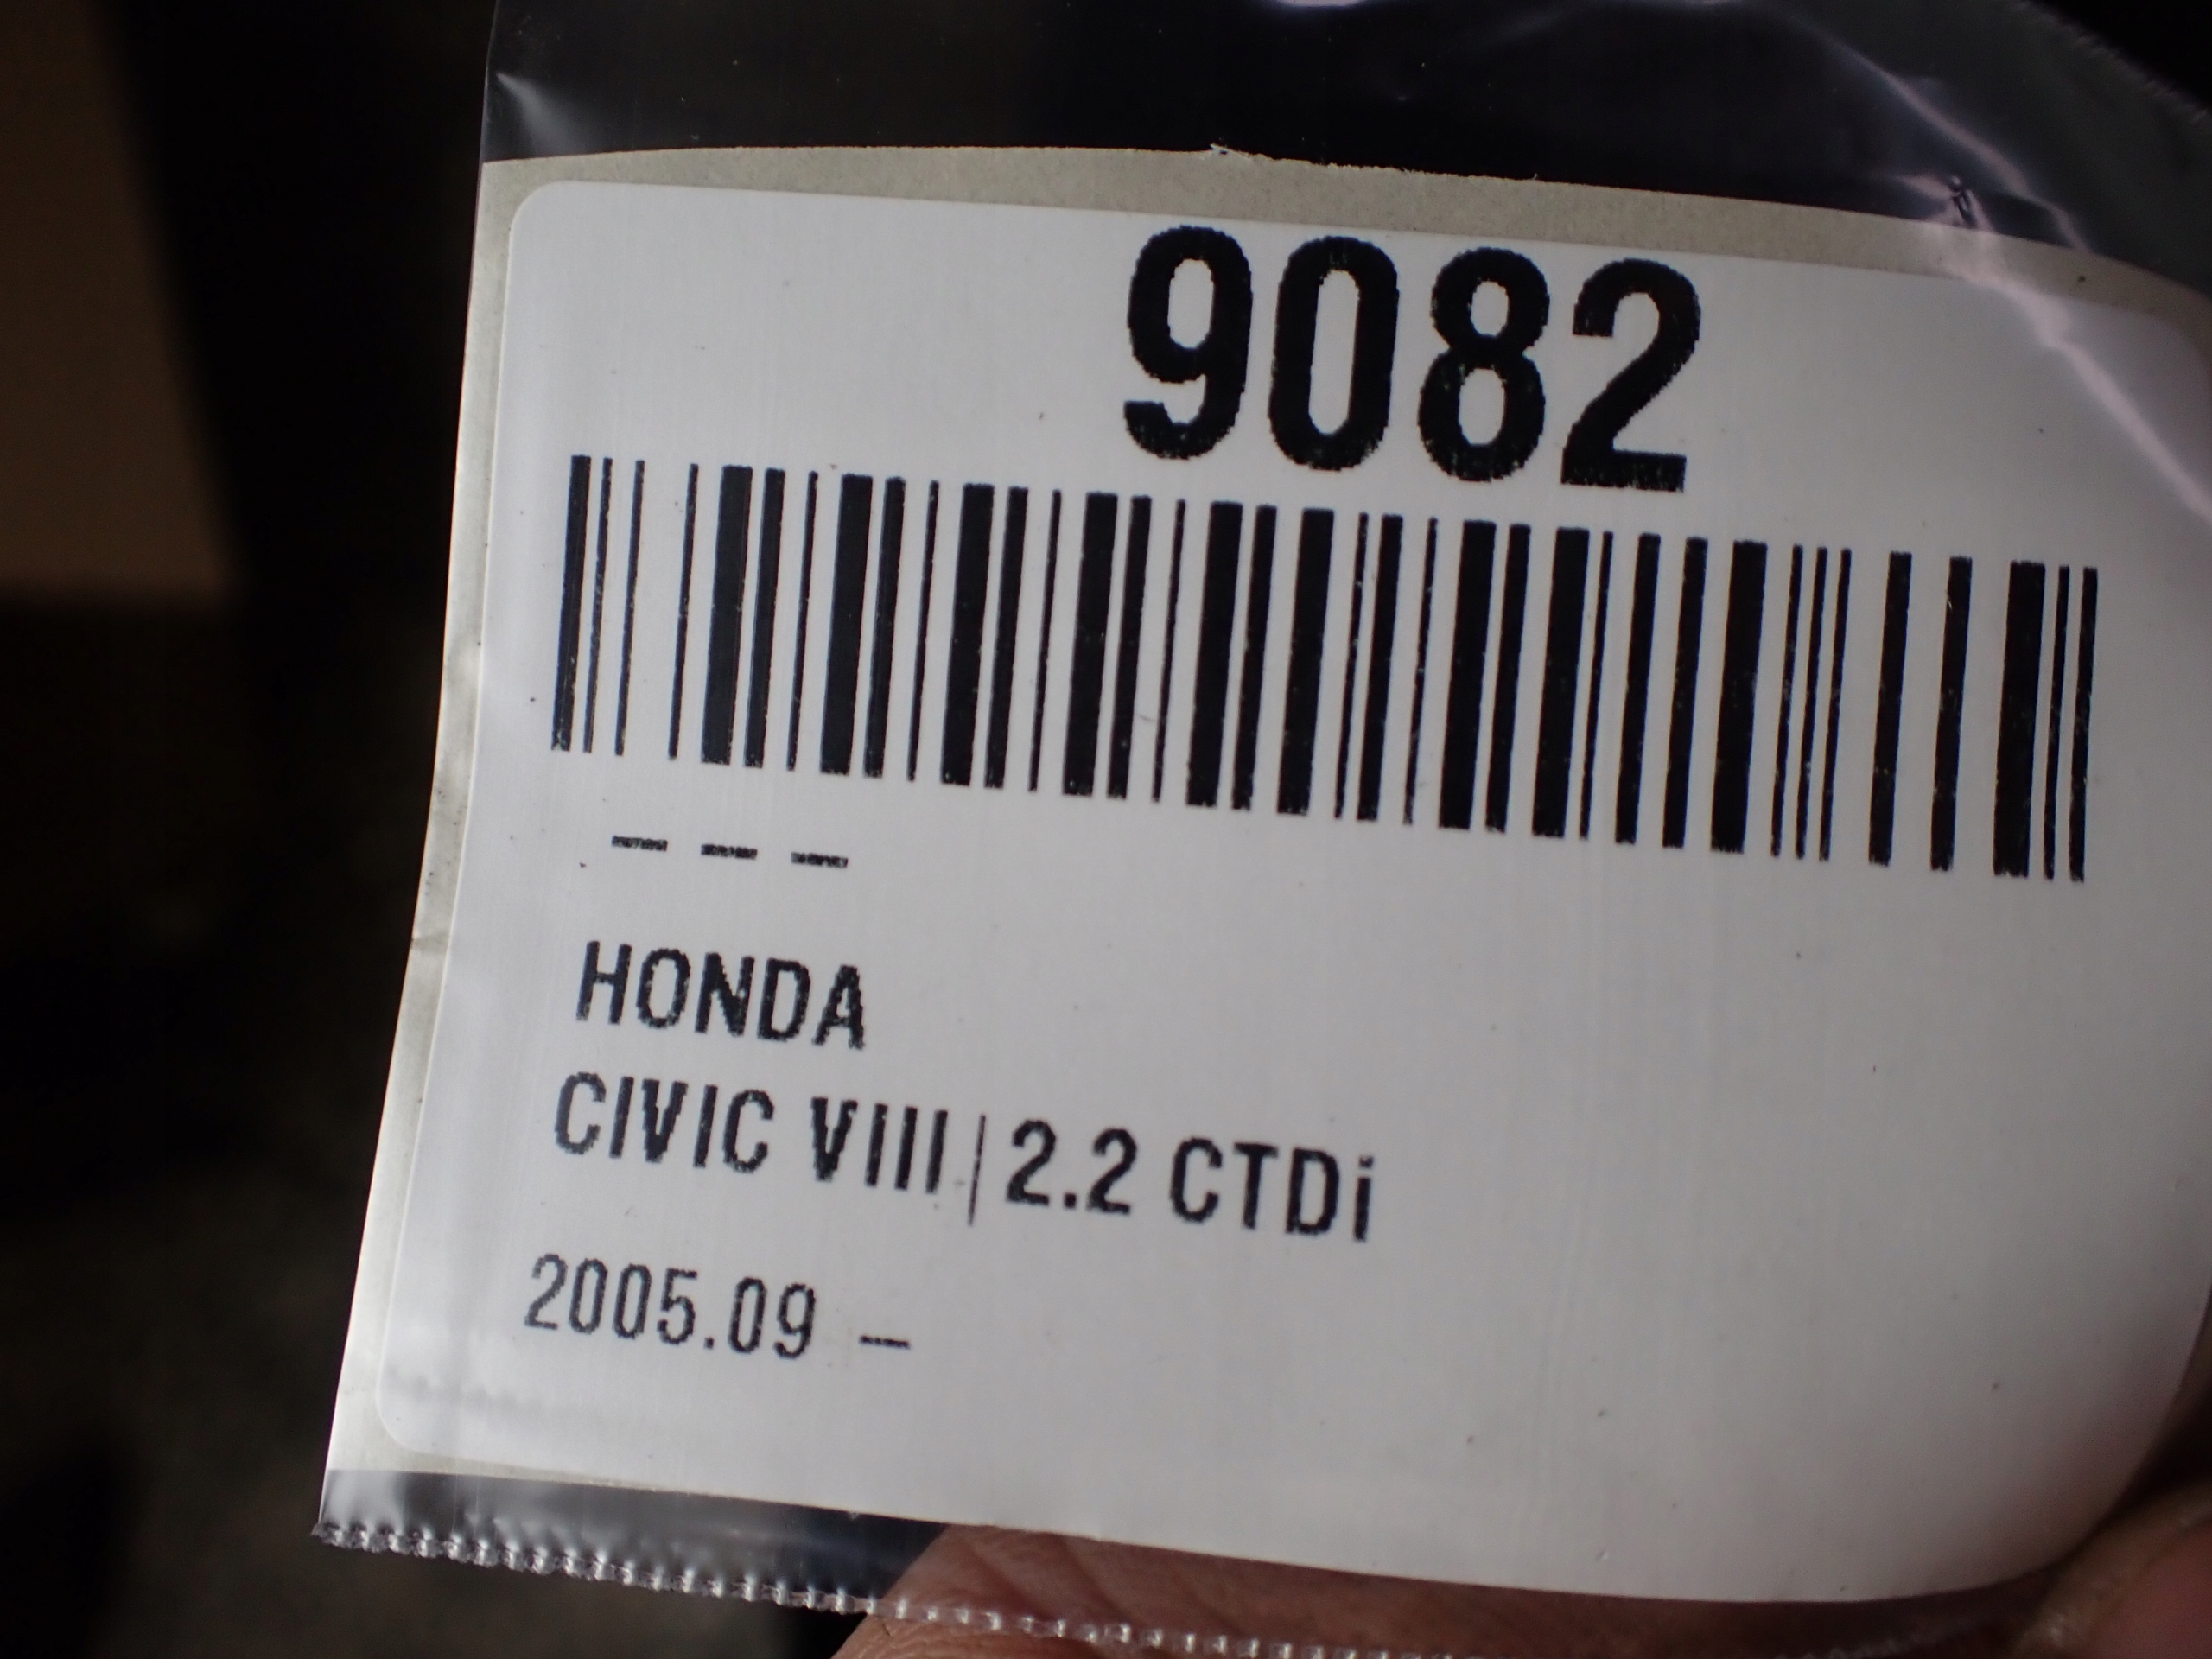 9082
– – –
HONDA
CIVIC VIII|2.2 CTDi
2005.09 –